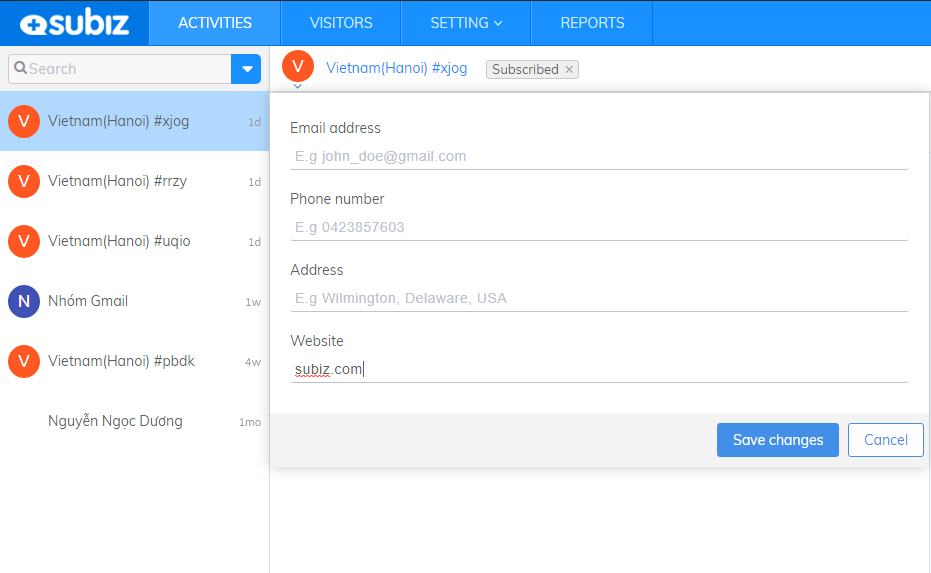 subiz ACTIVITIES VISITORS SETTING REPORTS
Search
V Vietnam(Hanoi) #xjog Subscribed ×
V Vietnam(Hanoi) #xjog 1d
V Vietnam(Hanoi) #rrzy 1d
V Vietnam(Hanoi) #uqio 1d
N Nhóm Gmail 1w
V Vietnam(Hanoi) #pbdk 4w
Nguyễn Ngọc Dương 1mo
Email address
E.g john_doe@gmail.com
Phone number
E.g 0423857603
Address
E.g Wilmington, Delaware, USA
Website
subiz.com
Save changes Cancel